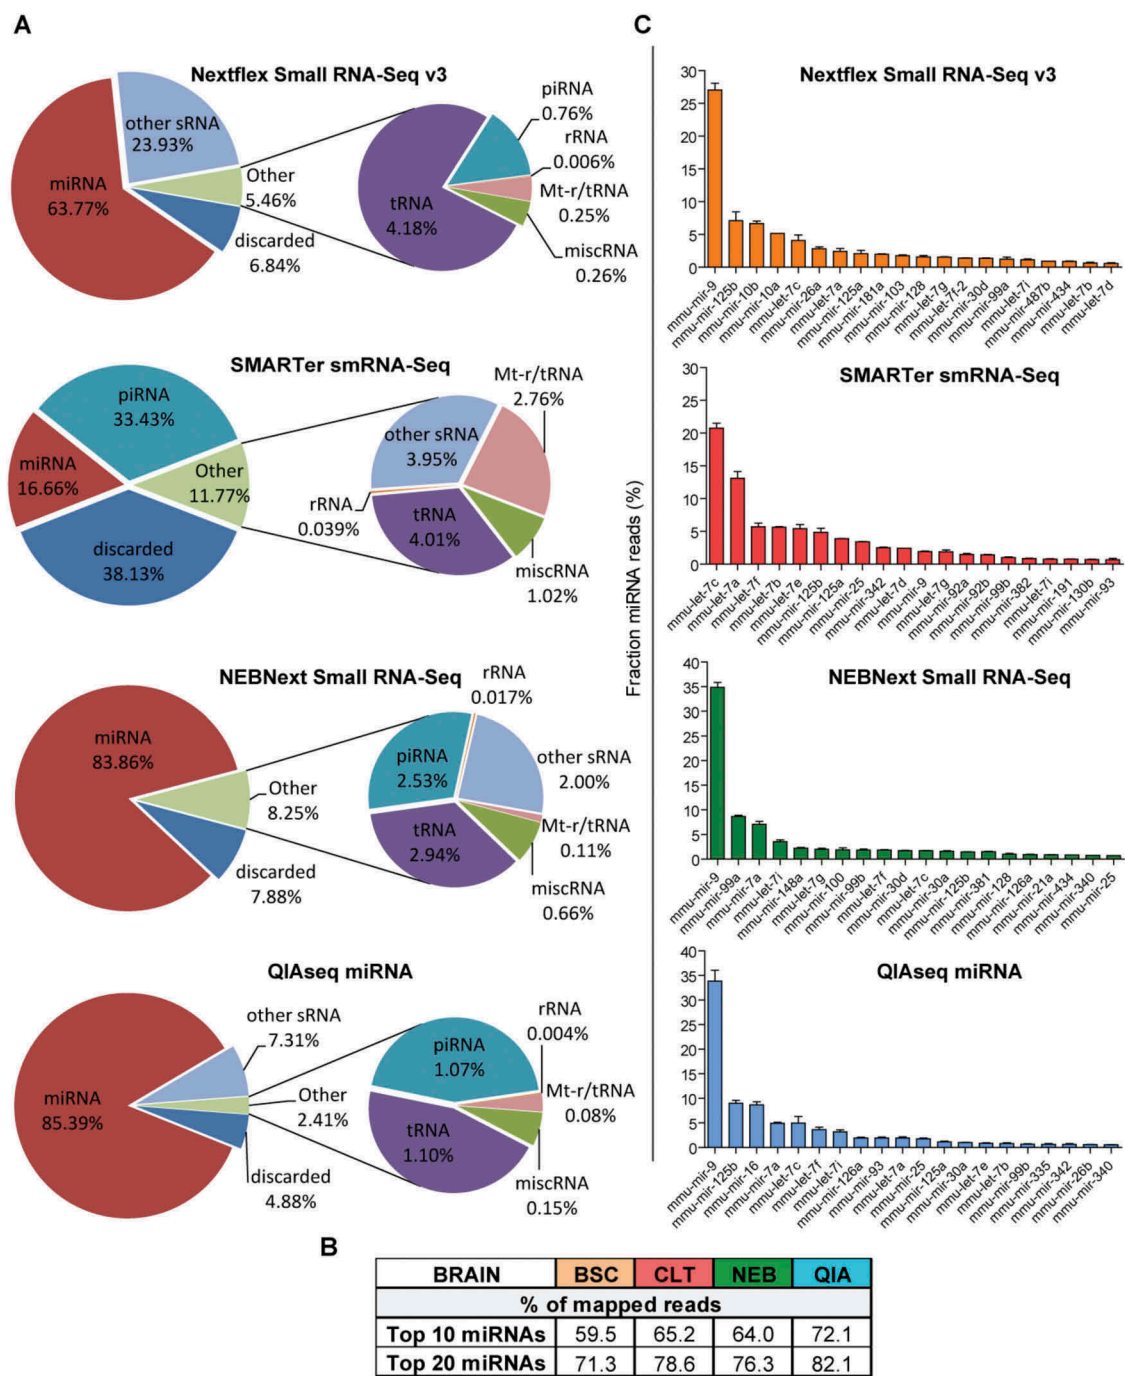 A
Nextflex Small RNA-Seq v3
other sRNA
23.93%
miRNA
63.77%
Other
5.46%
discarded
6.84%
tRNA
4.18%
piRNA
0.76%
rRNA
0.006%
Mt-r/tRNA
0.25%
miscRNA
0.26%
SMARTer smRNA-Seq
piRNA
33.43%
miRNA
16.66%
Other
11.77%
discarded
38.13%
Mt-r/tRNA
2.76%
other sRNA
3.95%
rRNA
0.039%
tRNA
4.01%
miscRNA
1.02%
NEBNext Small RNA-Seq
miRNA
83.86%
Other
8.25%
discarded
7.88%
rRNA
0.017%
piRNA
2.53%
other sRNA
2.00%
tRNA
2.94%
Mt-r/tRNA
0.11%
miscRNA
0.66%
QIAseq miRNA
other sRNA
7.31%
miRNA
85.39%
Other
2.41%
discarded
4.88%
rRNA
0.004%
piRNA
1.07%
Mt-r/tRNA
0.08%
tRNA
1.10%
miscRNA
0.15%
C
Fraction miRNA reads (%)
Nextflex Small RNA-Seq v3
30
25
20
15
10
5
0
mmu-mir-9
mmu-mir-125b
mmu-mir-10b
mmu-mir-10a
mmu-let-7c
mmu-mir-26a
mmu-let-7a
mmu-mir-125a
mmu-mir-181a
mmu-mir-103
mmu-mir-128
mmu-let-7g
mmu-let-7f-2
mmu-mir-30d
mmu-mir-99a
mmu-let-7i
mmu-mir-487b
mmu-mir-434
mmu-let-7b
mmu-let-7d
SMARTer smRNA-Seq
30
25
20
15
10
5
0
mmu-let-7c
mmu-let-7a
mmu-let-7f
mmu-let-7b
mmu-let-7e
mmu-mir-125b
mmu-mir-125a
mmu-mir-25
mmu-mir-342
mmu-let-7d
mmu-mir-9
mmu-let-7g
mmu-mir-92a
mmu-mir-92b
mmu-mir-99b
mmu-mir-382
mmu-let-7i
mmu-mir-191
mmu-mir-130b
mmu-mir-93
NEBNext Small RNA-Seq
40
35
30
25
20
15
10
5
0
mmu-mir-9
mmu-mir-99a
mmu-mir-7a
mmu-let-7i
mmu-mir-148a
mmu-let-7g
mmu-mir-100
mmu-mir-99b
mmu-let-7f
mmu-mir-30d
mmu-let-7c
mmu-mir-30a
mmu-mir-125b
mmu-mir-381
mmu-mir-128
mmu-mir-126a
mmu-mir-21a
mmu-mir-434
mmu-mir-340
mmu-mir-25
QIAseq miRNA
40
35
30
25
20
15
10
5
0
mmu-mir-9
mmu-mir-125b
mmu-mir-16
mmu-mir-7a
mmu-let-7c
mmu-let-7f
mmu-let-7i
mmu-mir-126a
mmu-mir-93
mmu-let-7a
mmu-mir-25
mmu-mir-125a
mmu-mir-30a
mmu-let-7e
mmu-let-7b
mmu-mir-99b
mmu-mir-335
mmu-mir-342
mmu-mir-26b
mmu-mir-340
B
BRAIN BSC CLT NEB QIA
% of mapped reads
Top 10 miRNAs 59.5 65.2 64.0 72.1
Top 20 miRNAs 71.3 78.6 76.3 82.1